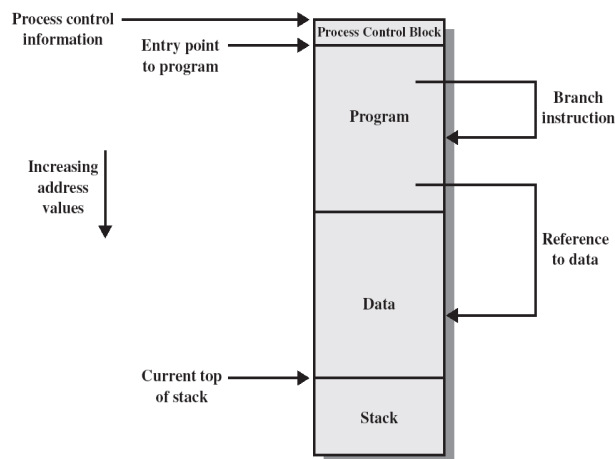 Process control
information
Process Control Block
Entry point
to program
Program
Branch
instruction
Increasing
address
values
Reference
to data
Data
Current top
of stack
Stack